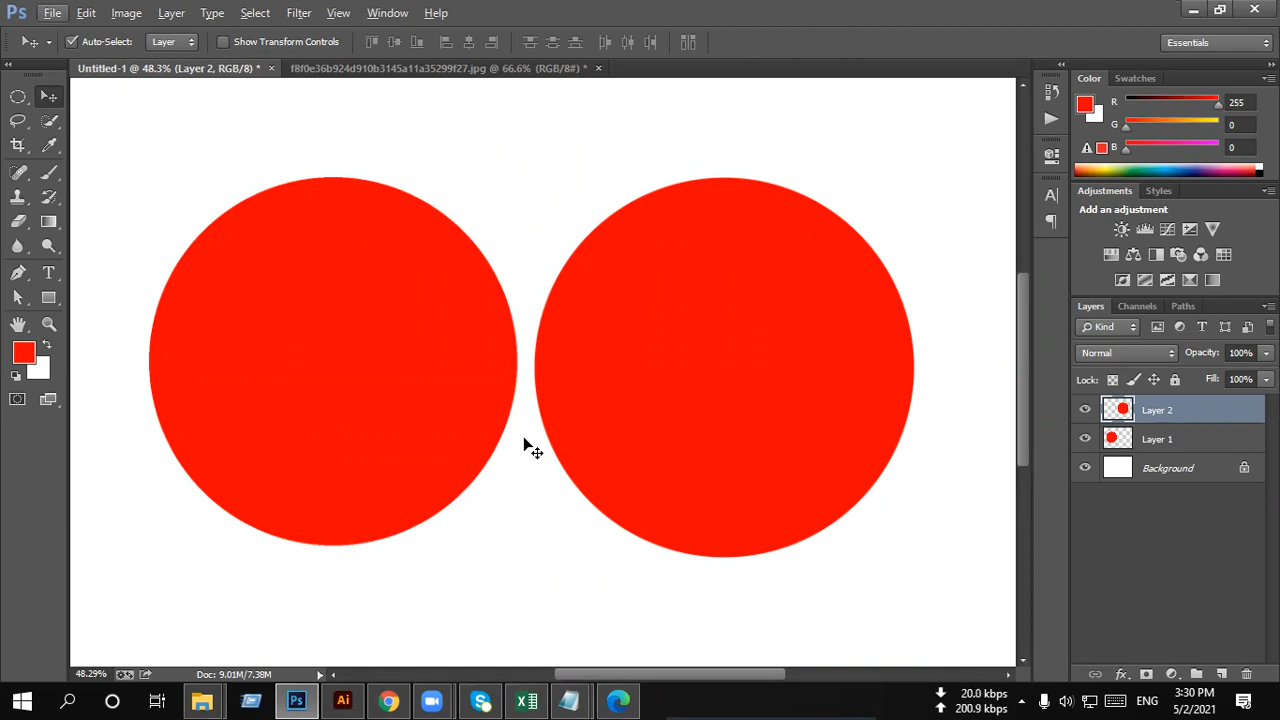 Ps File Edit Image Layer Type Select Filter View Window Help
Auto-Select: Layer Show Transform Controls Essentials
Untitled-1 @ 48.3% (Layer 2, RGB/8) * × f8f0e36b924d910b3145a11a35299f27.jpg @ 66.6% (RGB/8#) * ×
Color Swatches
R 255
G 0
B 0
Adjustments Styles
Add an adjustment
Layers Channels Paths
Kind
Normal Opacity: 100%
Lock: Fill: 100%
Layer 2
Layer 1
Background
48.29% Doc: 9.01M/7.38M
Ps Ai 20.0 kbps 200.9 kbps ENG 3:30 PM 5/2/2021